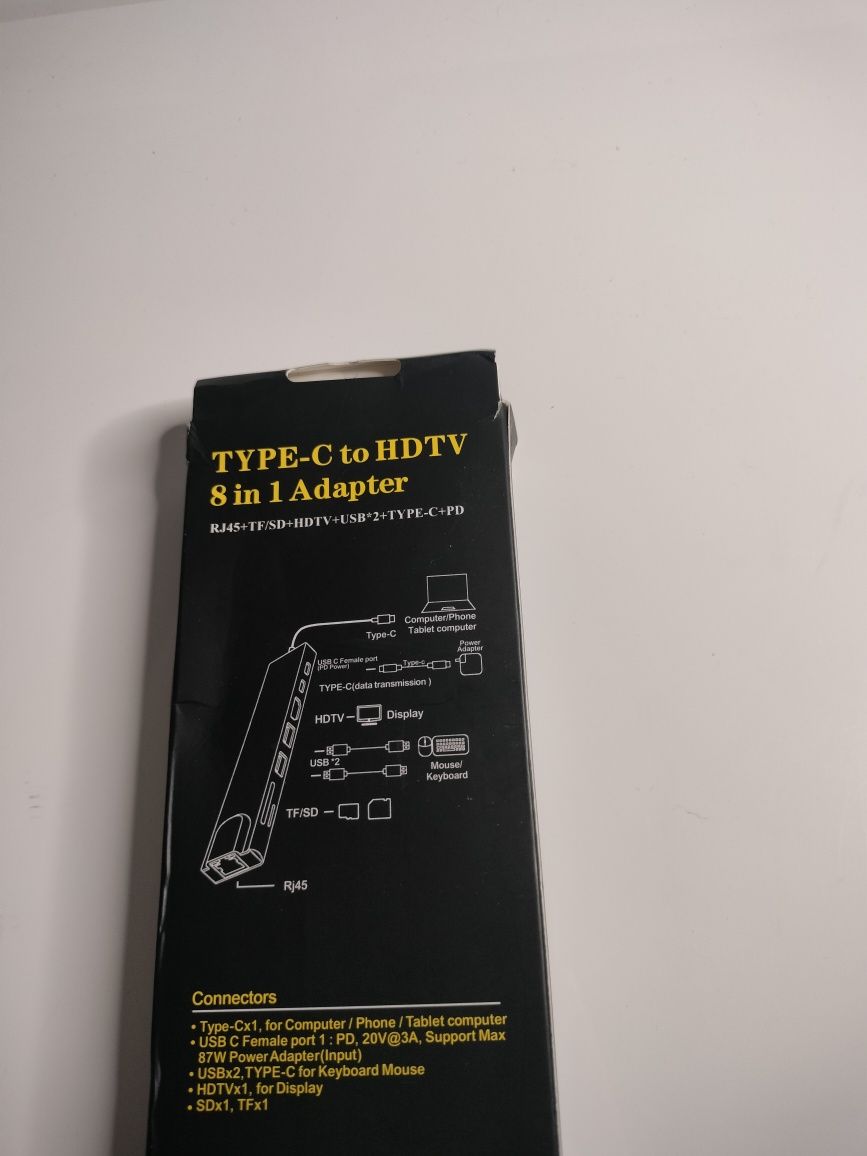 TYPE-C to HDTV
8 in 1 Adapter
RJ45+TF/SD+HDTV+USB*2+TYPE-C+PD
Type-C
Computer/Phone
Tablet computer
USB C Female port
(PD Power)
Type-c
Power
Adapter
TYPE-C(data transmission )
HDTV
Display
USB *2
Mouse/
Keyboard
TF/SD
Rj45
Connectors
• Type-Cx1, for Computer / Phone / Tablet computer
• USB C Female port 1 : PD, 20V@3A, Support Max
87W Power Adapter(Input)
• USBx2,TYPE-C for Keyboard Mouse
• HDTVx1, for Display
• SDx1, TFx1